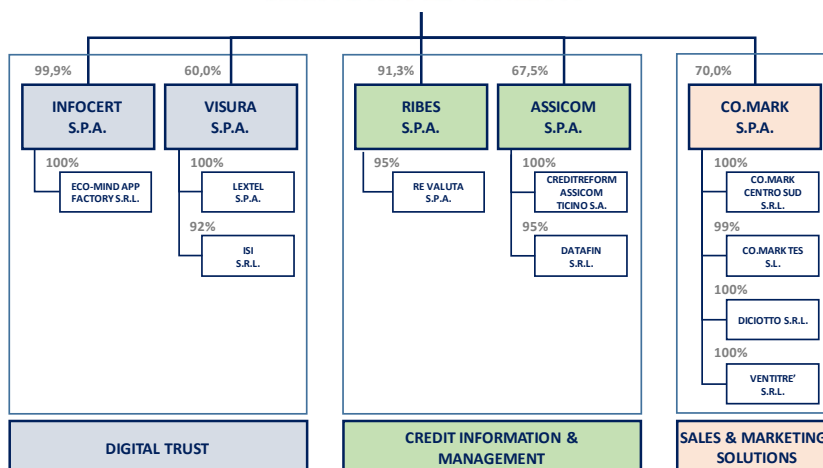 99,9%
INFOCERT
S.P.A.
100%
ECO-MIND APP
FACTORY S.R.L.
60,0%
VISURA
S.P.A.
100%
LEXTEL
S.P.A.
92%
ISI
S.R.L.
DIGITAL TRUST
91,3%
RIBES
S.P.A.
95%
RE VALUTA
S.P.A.
67,5%
ASSICOM
S.P.A.
100%
CREDITREFORM
ASSICOM
TICINO S.A.
95%
DATAFIN
S.R.L.
CREDIT INFORMATION &
MANAGEMENT
70,0%
CO.MARK
S.P.A.
100%
CO.MARK
CENTRO SUD
S.R.L.
99%
CO.MARK TES
S.L.
100%
DICIOTTO S.R.L.
100%
VENTITRE’
S.R.L.
SALES & MARKETING
SOLUTIONS